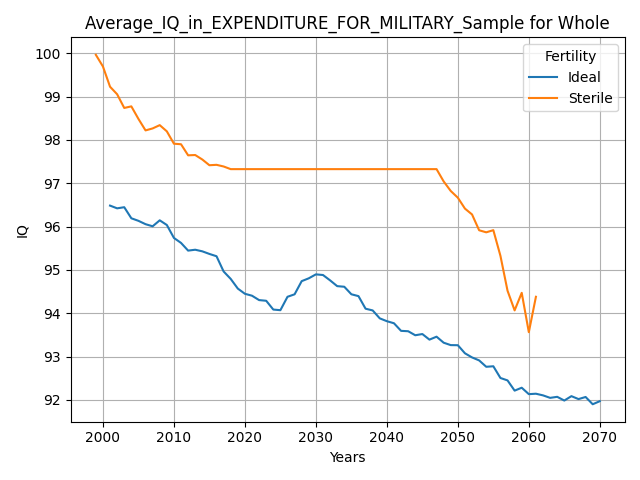 Average_IQ_in_EXPENDITURE_FOR_MILITARY_Sample for Whole
Fertility
Ideal
Sterile
IQ
100
99
98
97
96
95
94
93
92
2000 2010 2020 2030 2040 2050 2060 2070
Years